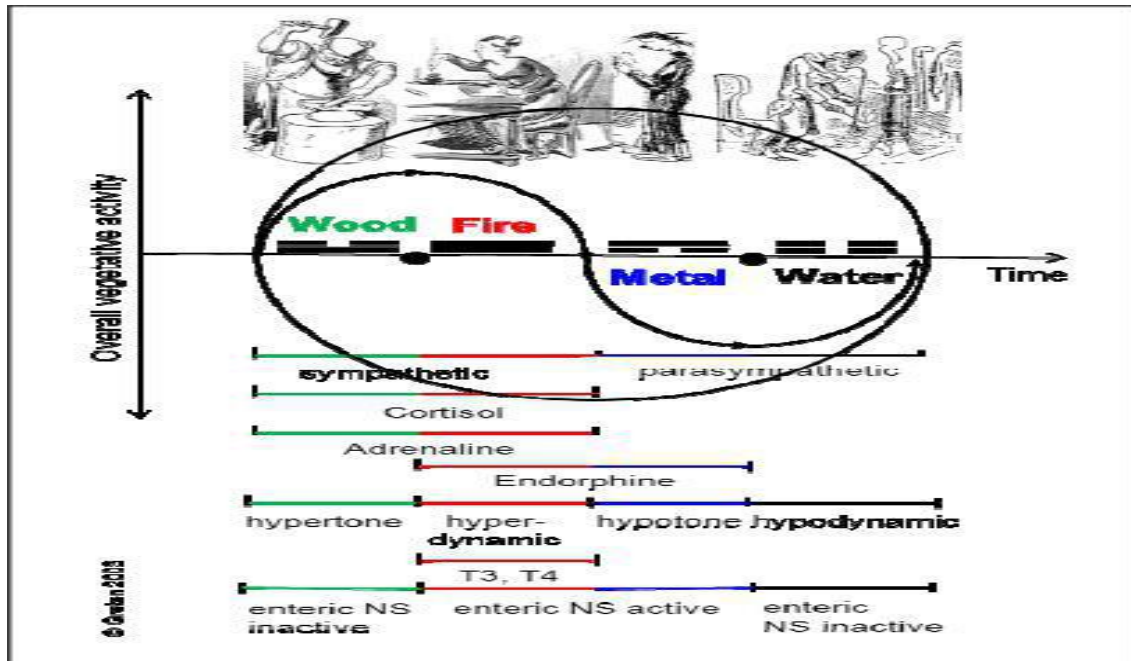 Overall vegetative activity
Wood Fire
Metal Water
Time
sympathetic parasympathetic
Cortisol
Adrenaline
Endorphine
hypertone hyper- hypotone hypodynamic
dynamic
T3, T4
enteric NS enteric NS active enteric
inactive NS inactive
© 2003